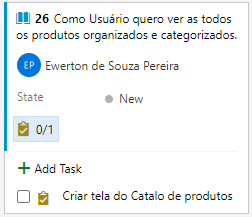 26 Como Usuário quero ver as todos
os produtos organizados e categorizados.
EP Ewerton de Souza Pereira
State New
0/1
+ Add Task
Criar tela do Catalo de produtos